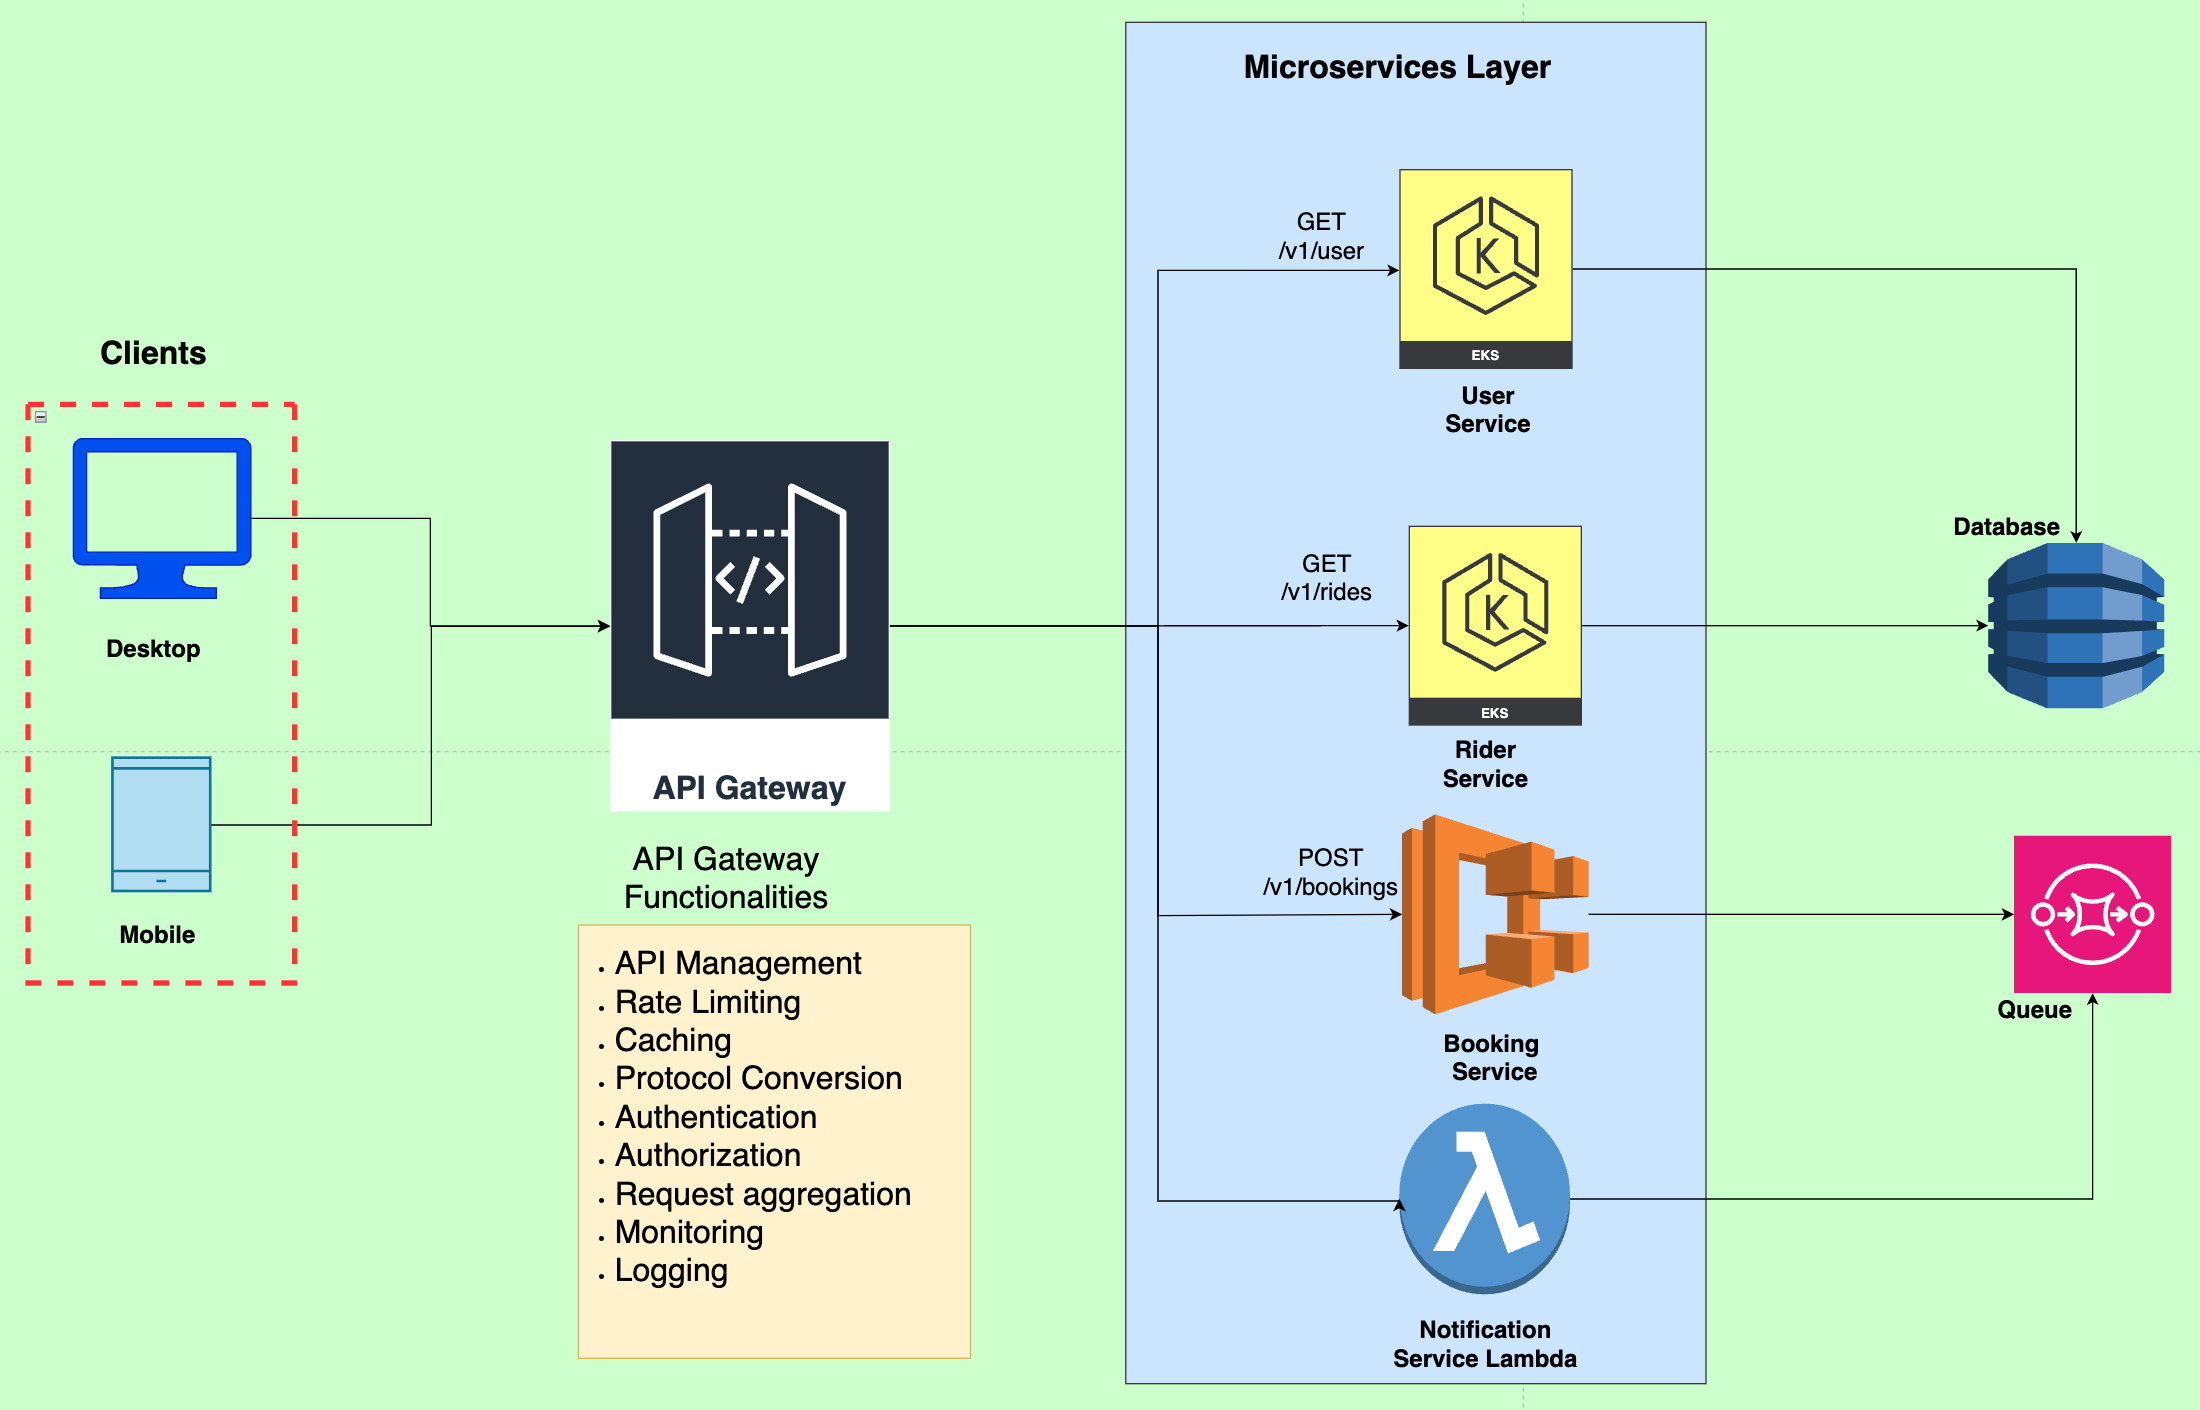 Microservices Layer
GET
/v1/user
EKS
User
Service
Clients
Desktop
Mobile
</>
API Gateway
API Gateway
Functionalities
• API Management
• Rate Limiting
• Caching
• Protocol Conversion
• Authentication
• Authorization
• Request aggregation
• Monitoring
• Logging
GET
/v1/rides
K
K
EKS
Rider
Service
POST
/v1/bookings
Booking
Service
λ
Notification
Service Lambda
Database
Queue